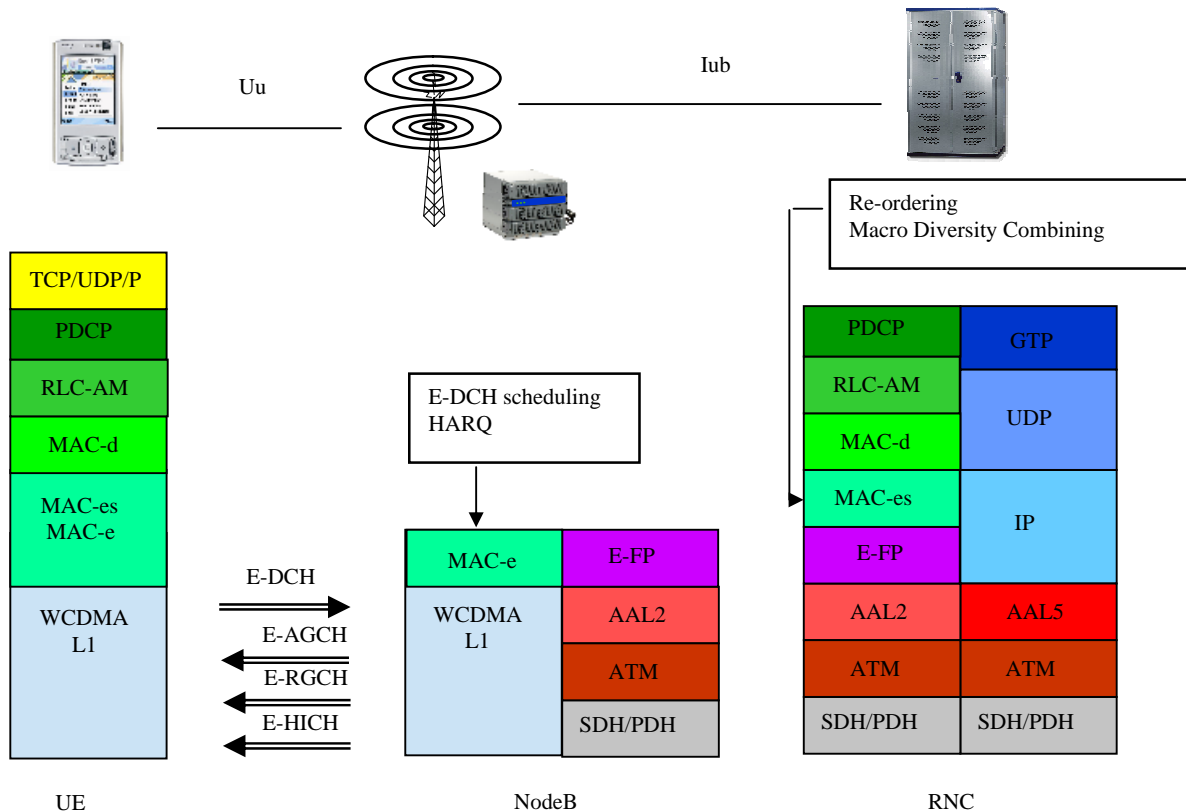 Uu
Iub
Re-ordering
Macro Diversity Combining
TCP/UDP/P
PDCP
RLC-AM
MAC-d
MAC-es
MAC-e
WCDMA
L1
UE
E-DCH
E-AGCH
E-RGCH
E-HICH
E-DCH scheduling
HARQ
MAC-e
WCDMA
L1
E-FP
AAL2
ATM
SDH/PDH
NodeB
PDCP
RLC-AM
MAC-d
MAC-es
E-FP
AAL2
ATM
SDH/PDH
GTP
UDP
IP
AAL5
ATM
SDH/PDH
RNC